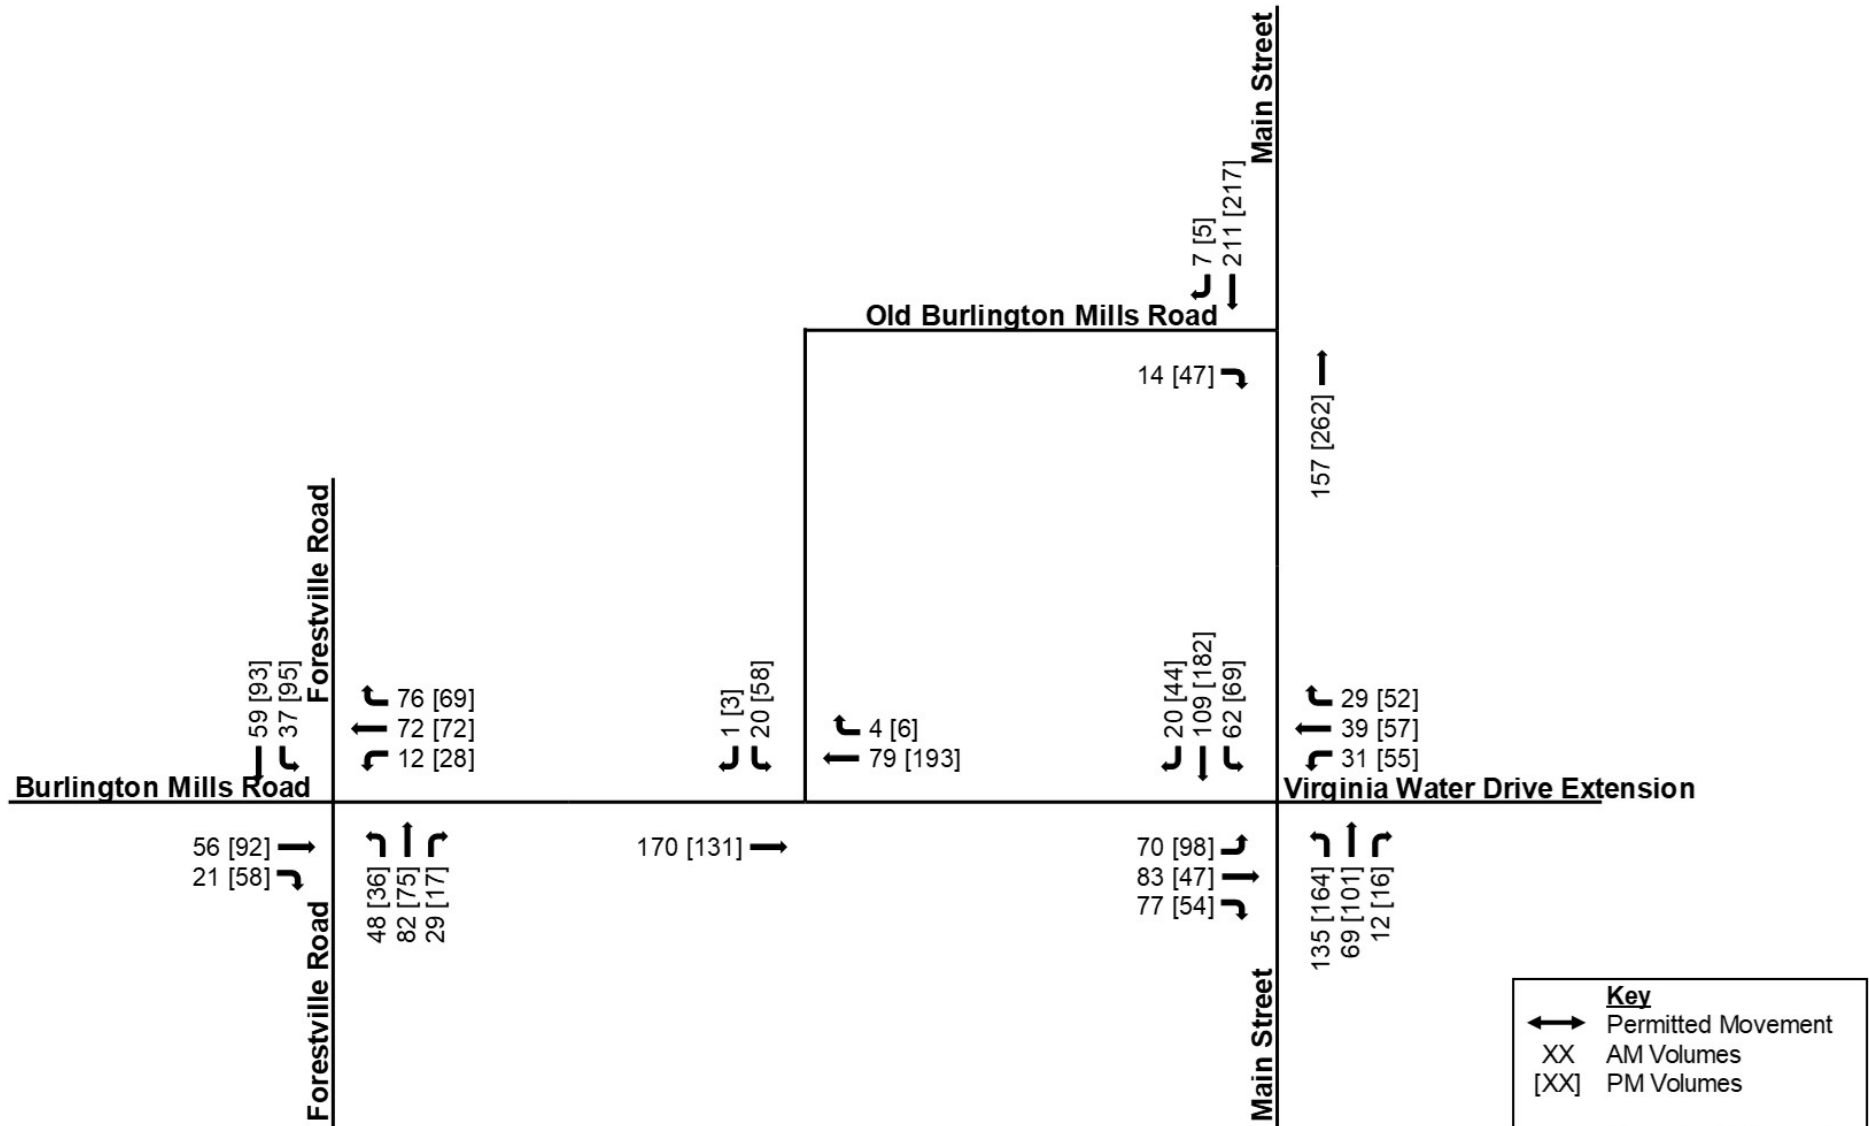 Main Street
7 [5]
211 [217]
Old Burlington Mills Road
14 [47]
157 [262]
Forestville Road
59 [93]
37 [95]
76 [69]
72 [72]
12 [28]
1 [3]
20 [58]
4 [6]
79 [193]
20 [44]
109 [182]
62 [69]
29 [52]
39 [57]
31 [55]
Burlington Mills Road
Virginia Water Drive Extension
56 [92]
21 [58]
48 [36]
82 [75]
29 [17]
170 [131]
70 [98]
83 [47]
77 [54]
135 [164]
69 [101]
12 [16]
Forestville Road
Main Street
Key
Permitted Movement
XX AM Volumes
[XX] PM Volumes